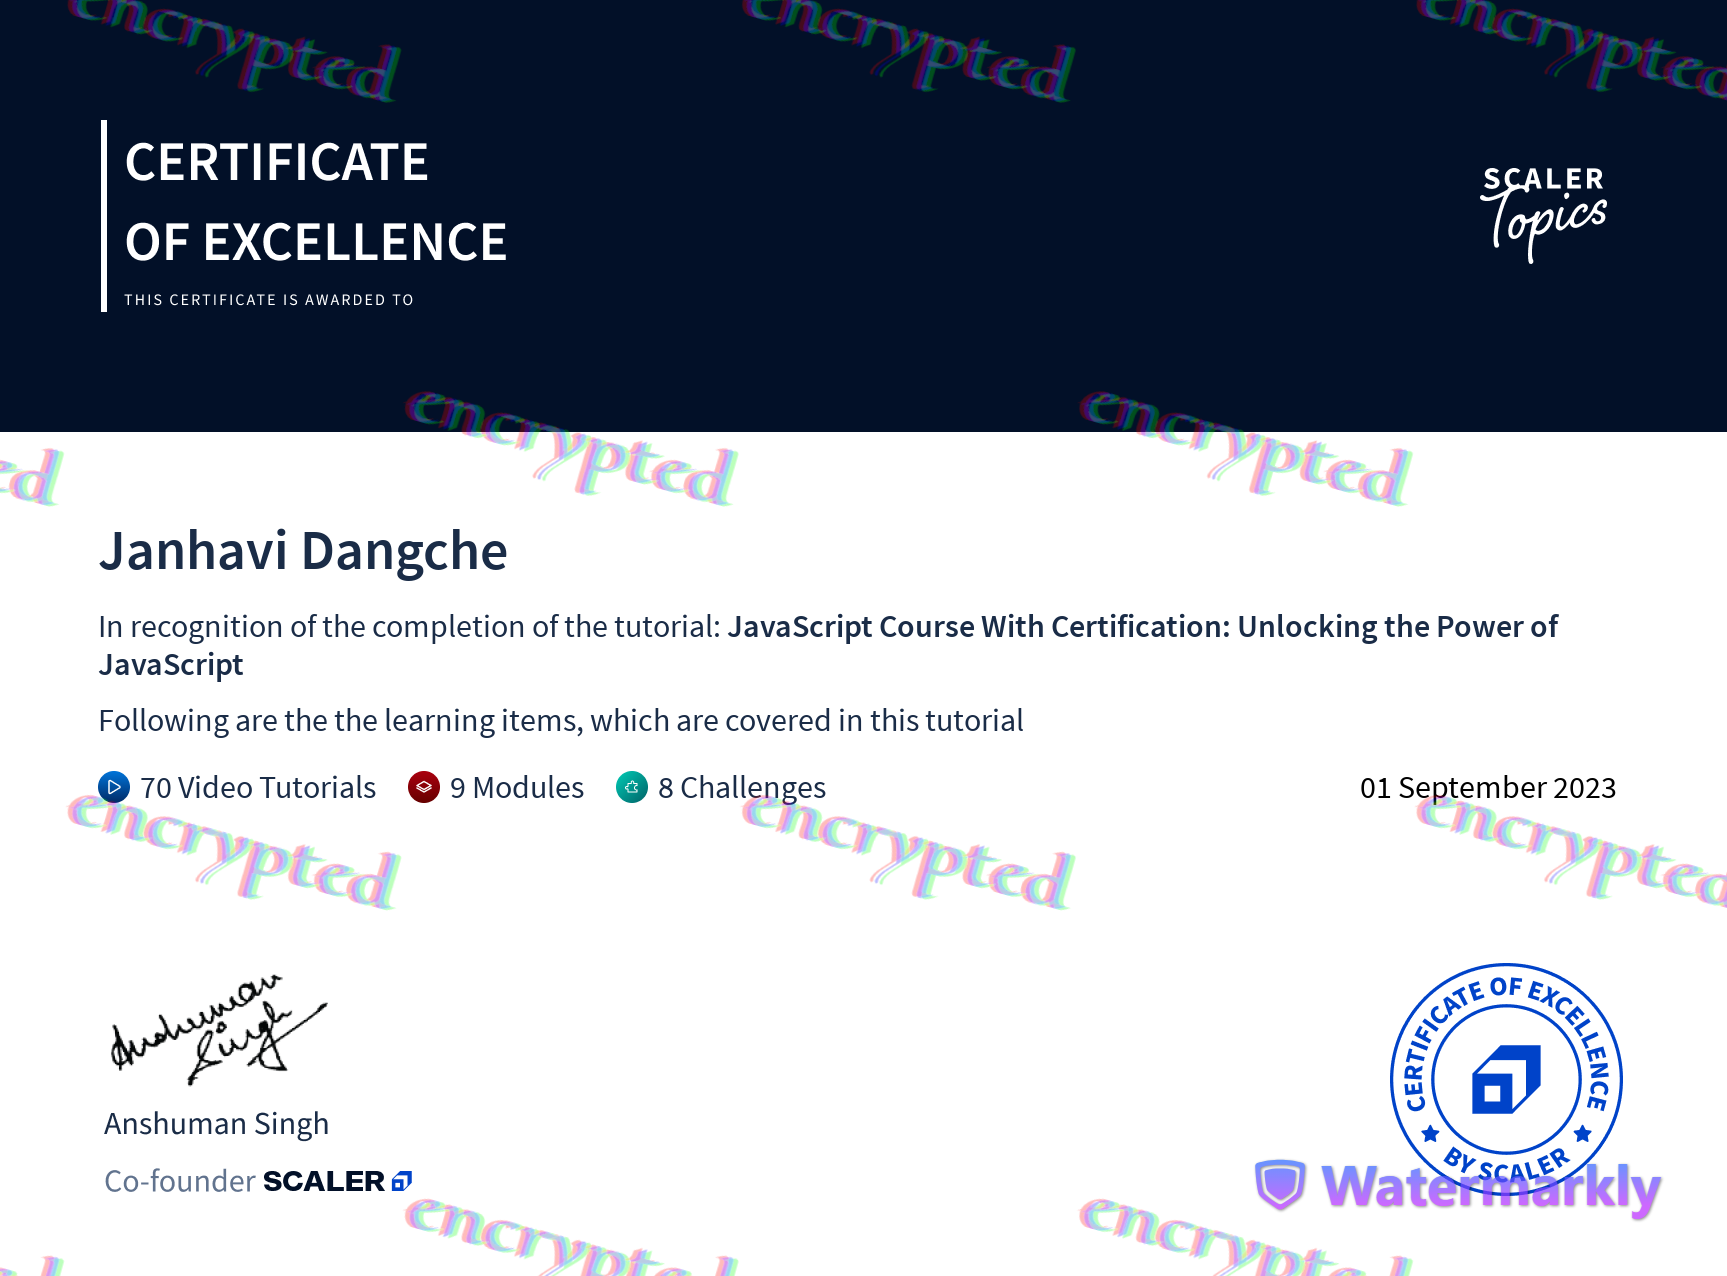 encrypted encrypted encrypted
CERTIFICATE
OF EXCELLENCE
THIS CERTIFICATE IS AWARDED TO
SCALER
Topics
encrypted encrypted
Janhavi Dangche
In recognition of the completion of the tutorial: JavaScript Course With Certification: Unlocking the Power of
JavaScript
Following are the the learning items, which are covered in this tutorial
70 Video Tutorials 9 Modules 8 Challenges 01 September 2023
encrypted encrypted encrypted
Anshuman
Singh
Anshuman Singh
Co-founder SCALER
CERTIFICATE OF EXCELLENCE
BY SCALER
Watermarkly
encrypted encrypted